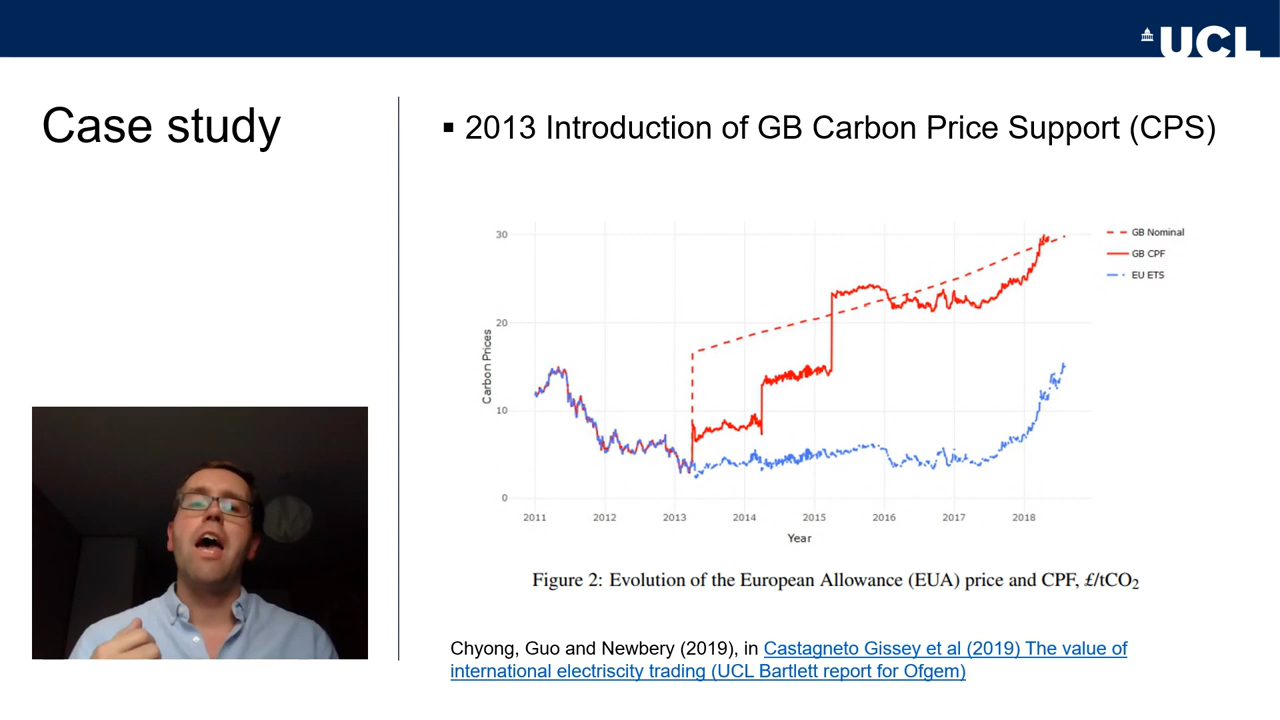 UCL
Case study
▪ 2013 Introduction of GB Carbon Price Support (CPS)
30
20
10
0
Carbon Prices
2011 2012 2013 2014 2015 2016 2017 2018
Year
GB Nominal
GB CPF
EU ETS
Figure 2: Evolution of the European Allowance (EUA) price and CPF, £/tCO₂
Chyong, Guo and Newbery (2019), in Castagneto Gissey et al (2019) The value of
international electriscity trading (UCL Bartlett report for Ofgem)